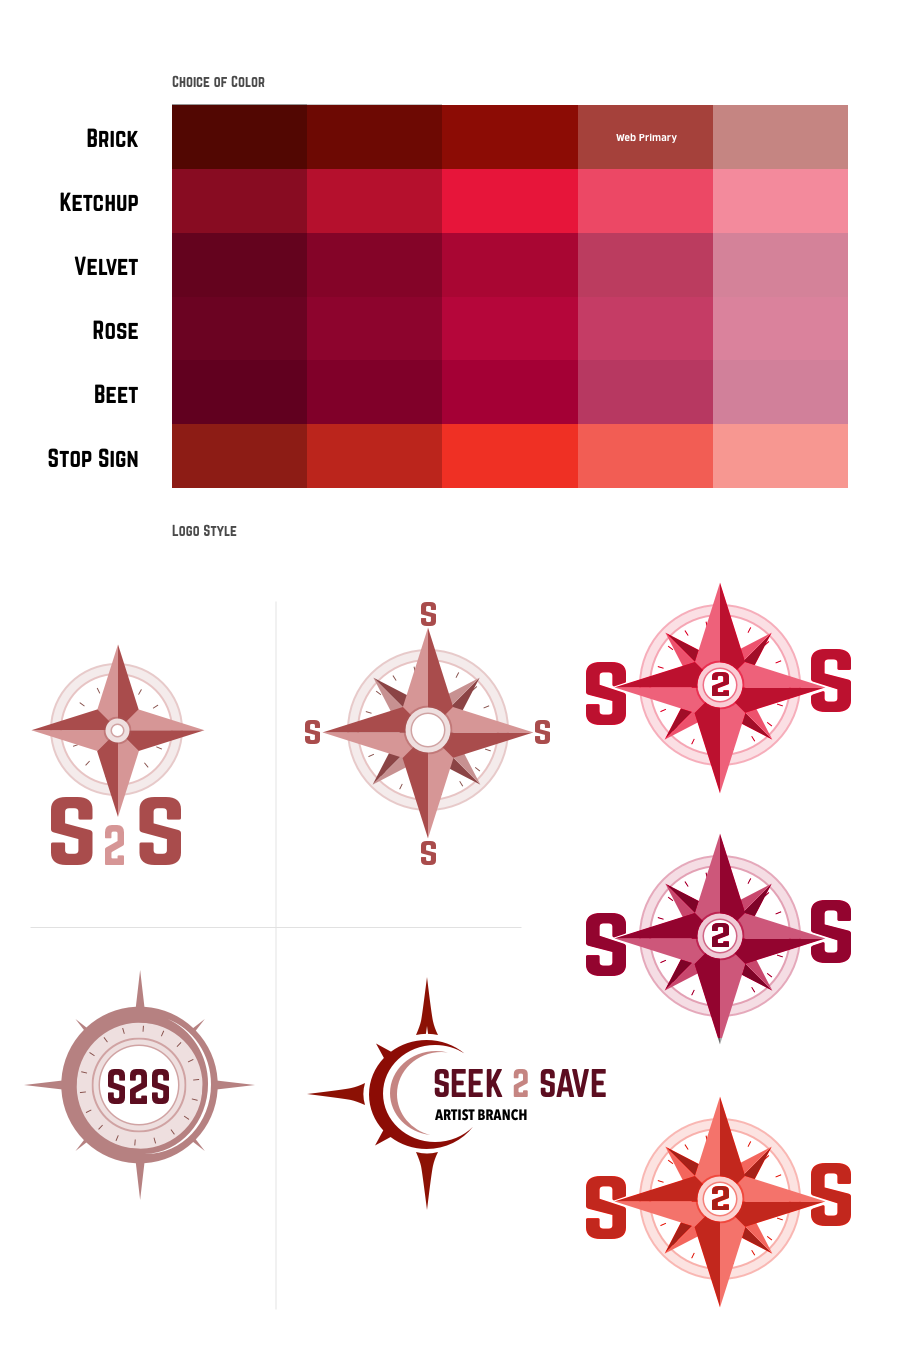 Choice of Color
Brick
Web Primary
Ketchup
Velvet
Rose
Beet
Stop Sign
Logo Style
S 2 S
S
S
S
S
S 2 S
S 2 S
S2S
SEEK 2 SAVE
ARTIST BRANCH
S 2 S